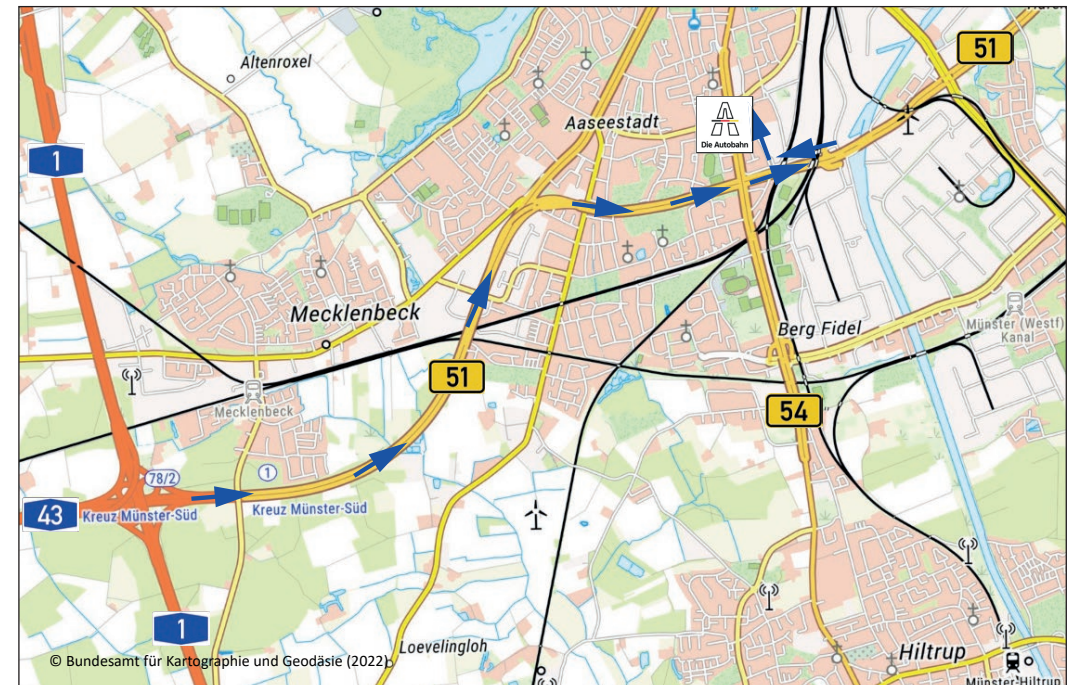 51
Altenroxel
Aaseestadt
Die Autobahn
1
Mecklenbeck
Berg Fidel
Münster (Westf)
Kanal
51
Mecklenbeck
54
78/2
1
43
Kreuz Münster-Süd
Kreuz Münster-Süd
1
Loevelingloh
Hiltrup
© Bundesamt für Kartographie und Geodäsie (2022)
Münster-Hiltrup